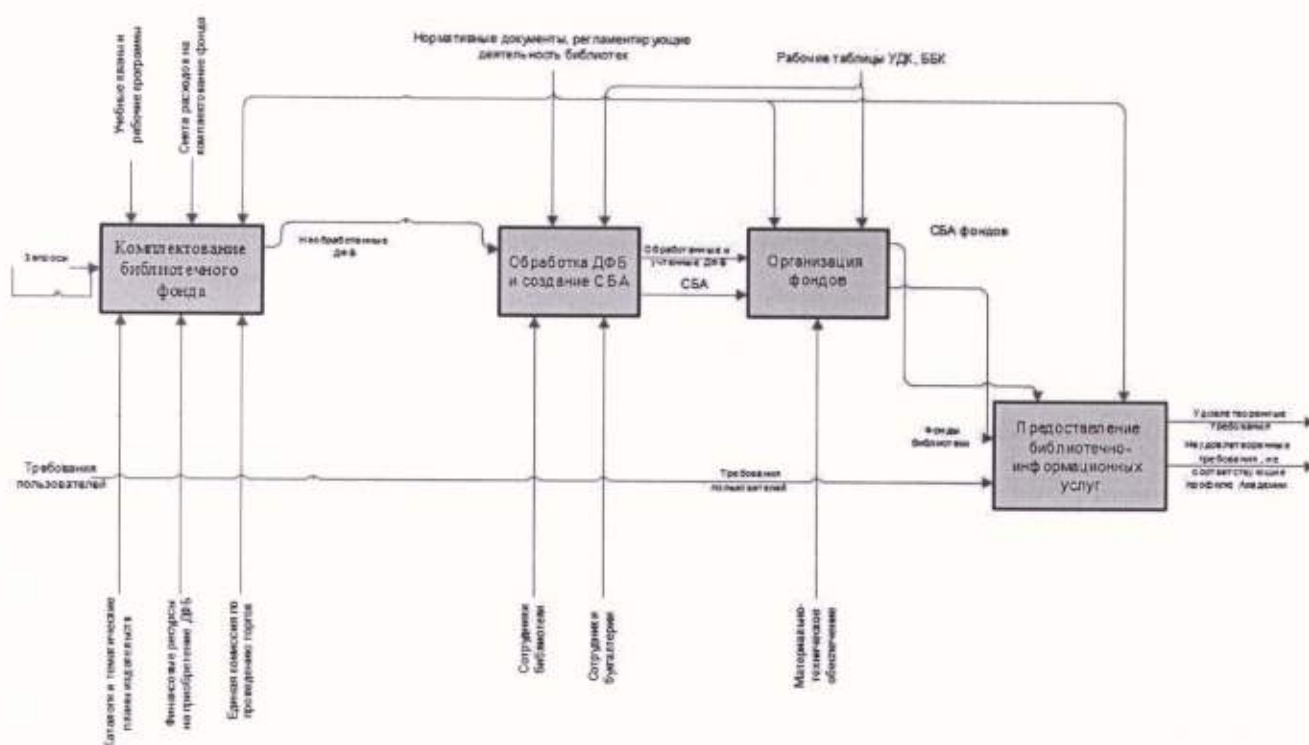 Нормативные документы, регламентирующие
деятельность библиотек
Рабочие таблицы УДК, ББК
Учебные планы и
рабочие программы
Смета расходов на
комплектование фонда
Запросы
Комплектование
библиотечного
фонда
Необработанные
ДФБ
Обработка ДФБ
и создание СБА
Обработанные и
учтенные ДФБ
СБА
Организация
фондов
СБА фондов
Фонды
библиотеки
Предоставление
библиотечно-
информационных
услуг
Удовлетворенные
требования
Неудовлетворенные
требования, не
соответствующие
профилю Академии
Требования
пользователей
Требования
пользователей
Каталоги и тематические
планы издательств
Финансовые ресурсы
на приобретение ДФБ
Единая комиссия по
проведению торгов
Сотрудники
библиотеки
Сотрудники
бухгалтерии
Материально-
техническое
обеспечение